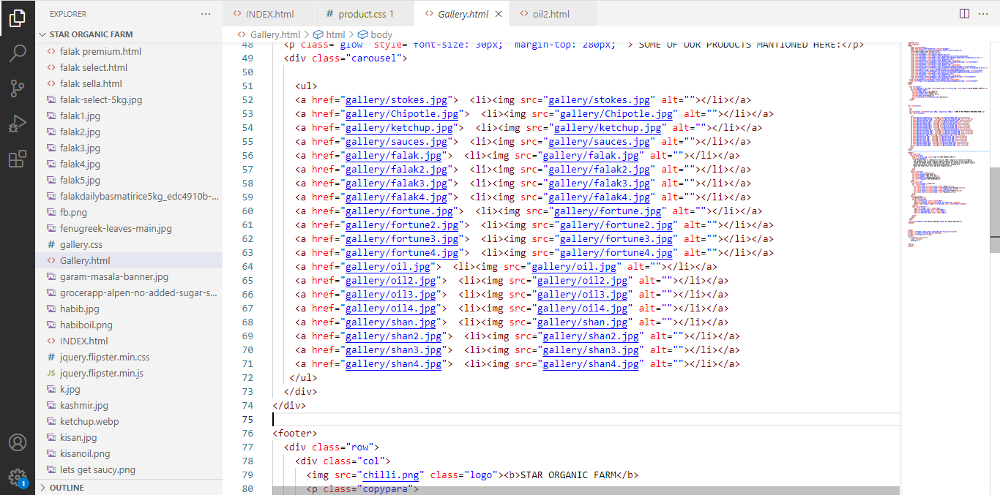 EXPLORER
INDEX.html
product.css 1
Gallery.html
oil2.html
STAR ORGANIC FARM
falak premium.html
falak select.html
falak sella.html
falak-select-5kg.jpg
falak1.jpg
falak2.jpg
falak3.jpg
falak4.jpg
falak5.jpg
falakdailybasmatirice5kg_edc4910b-...
fb.png
fenugreek-leaves-main.jpg
# gallery.css
Gallery.html
garam-masala-banner.jpg
grocerapp-alpen-no-added-sugar-s...
habib.jpg
habiboil.png
INDEX.html
# jquery.flipster.min.css
JS jquery.flipster.min.js
k.jpg
kashmir.jpg
ketchup.webp
kisan.jpg
kisanoil.png
lets get saucy.png
OUTLINE
1
Gallery.html > html > body
48 <p class="glow" style="font-size: 30px;  margin-top: 280px;  "> SOME OF OUR PRODUCTS MANTIONED HERE:</p>
49 <div class="carousel">
50
51 <ul>
52 <a href="gallery/stokes.jpg">  <li><img src="gallery/stokes.jpg" alt=""></li></a>
53 <a href="gallery/Chipotle.jpg">  <li><img src="gallery/Chipotle.jpg" alt=""></li></a>
54 <a href="gallery/ketchup.jpg">  <li><img src="gallery/ketchup.jpg" alt=""></li></a>
55 <a href="gallery/sauces.jpg">  <li><img src="gallery/sauces.jpg" alt=""></li></a>
56 <a href="gallery/falak.jpg">  <li><img src="gallery/falak.jpg" alt=""></li></a>
57 <a href="gallery/falak2.jpg">  <li><img src="gallery/falak2.jpg" alt=""></li></a>
58 <a href="gallery/falak3.jpg">  <li><img src="gallery/falak3.jpg" alt=""></li></a>
59 <a href="gallery/falak4.jpg">  <li><img src="gallery/falak4.jpg" alt=""></li></a>
60 <a href="gallery/fortune.jpg">  <li><img src="gallery/fortune.jpg" alt=""></li></a>
61 <a href="gallery/fortune2.jpg">  <li><img src="gallery/fortune2.jpg" alt=""></li></a>
62 <a href="gallery/fortune3.jpg">  <li><img src="gallery/fortune3.jpg" alt=""></li></a>
63 <a href="gallery/fortune4.jpg">  <li><img src="gallery/fortune4.jpg" alt=""></li></a>
64 <a href="gallery/oil.jpg">  <li><img src="gallery/oil.jpg" alt=""></li></a>
65 <a href="gallery/oil2.jpg">  <li><img src="gallery/oil2.jpg" alt=""></li></a>
66 <a href="gallery/oil3.jpg">  <li><img src="gallery/oil3.jpg" alt=""></li></a>
67 <a href="gallery/oil4.jpg">  <li><img src="gallery/oil4.jpg" alt=""></li></a>
68 <a href="gallery/shan.jpg">  <li><img src="gallery/shan.jpg" alt=""></li></a>
69 <a href="gallery/shan2.jpg">  <li><img src="gallery/shan2.jpg" alt=""></li></a>
70 <a href="gallery/shan3.jpg">  <li><img src="gallery/shan3.jpg" alt=""></li></a>
71 <a href="gallery/shan4.jpg">  <li><img src="gallery/shan4.jpg" alt=""></li></a>
72 </ul>
73 </div>
74 </div>
75
76 <footer>
77 <div class="row">
78 <div class="col">
79 <img src="chilli.png" class="logo"><b>STAR ORGANIC FARM</b>
80 <p class="copypara">